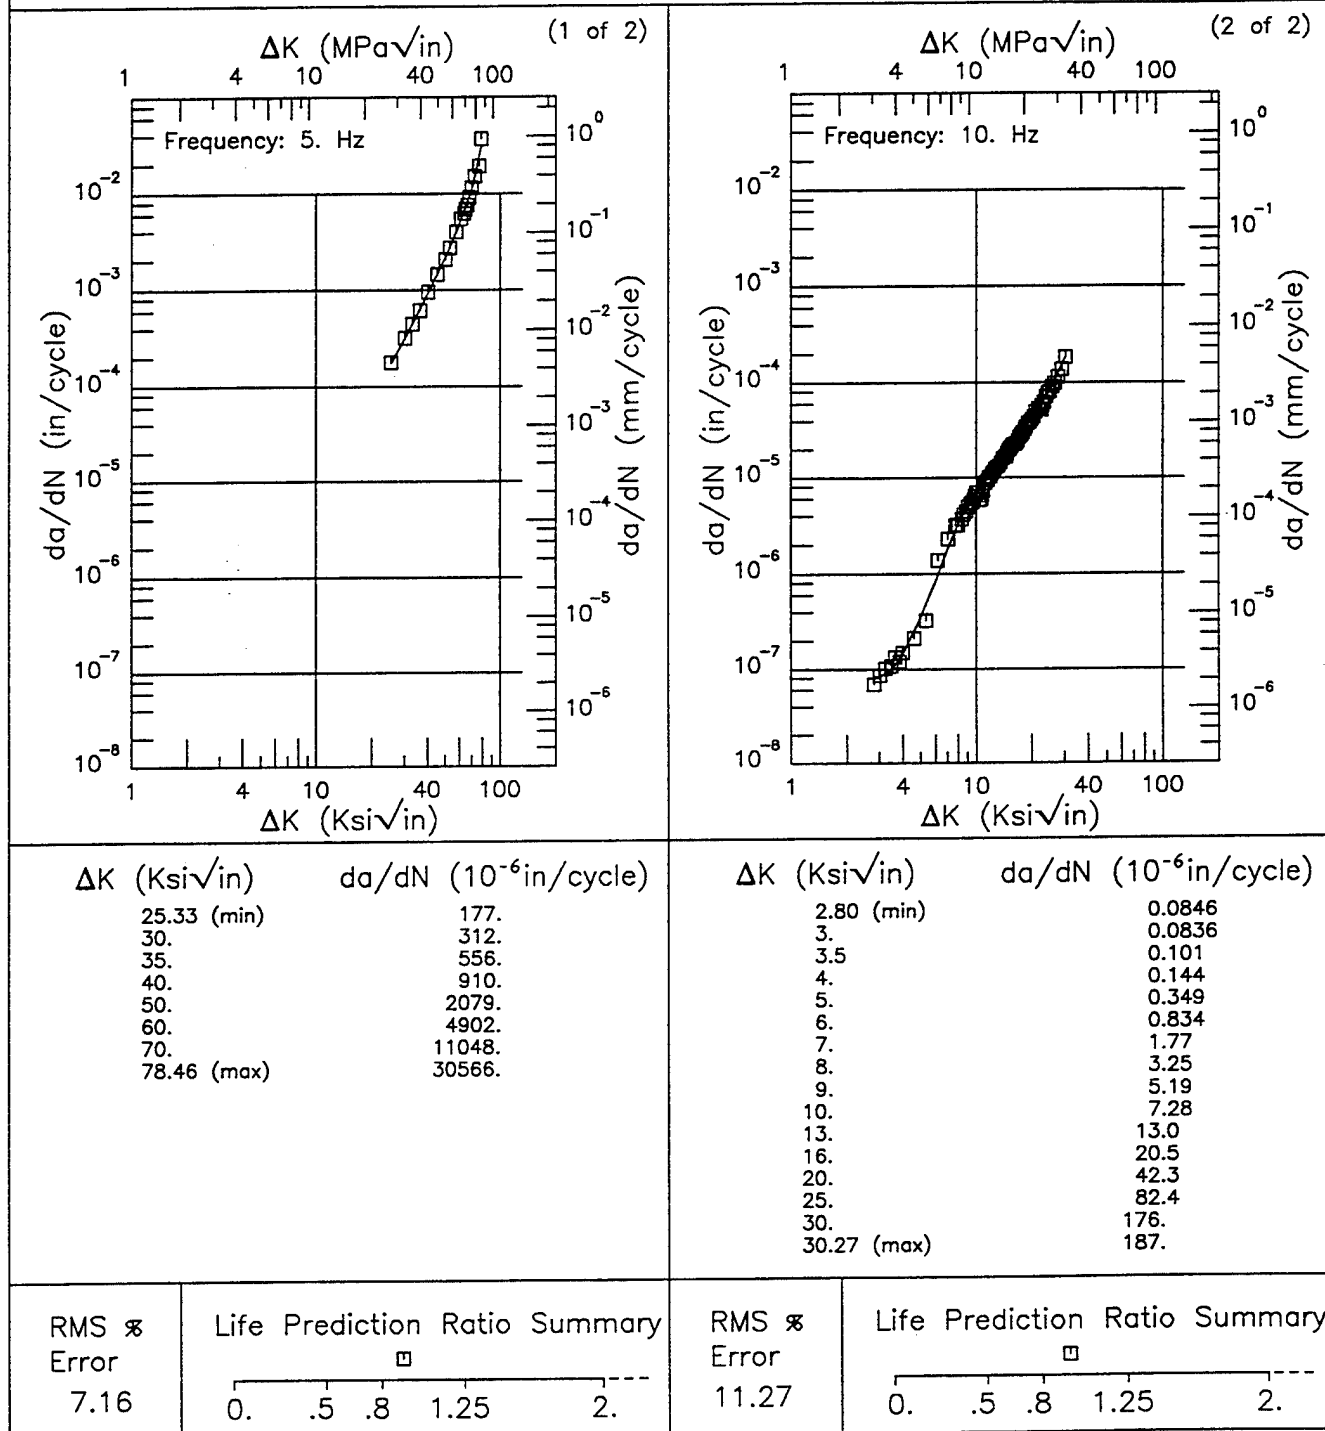 (1 of 2)
ΔK (MPa√in)
1 4 10 40 100
Frequency: 5. Hz
10⁰
10⁻²
10⁻¹
10⁻³
10⁻²
10⁻⁴
10⁻³
10⁻⁵
10⁻⁴
10⁻⁶
10⁻⁵
10⁻⁷
10⁻⁶
10⁻⁸
da/dN (in/cycle)
da/dN (mm/cycle)
1 4 10 40 100
ΔK (Ksi√in)
(2 of 2)
ΔK (MPa√in)
1 4 10 40 100
Frequency: 10. Hz
10⁰
10⁻²
10⁻¹
10⁻³
10⁻²
10⁻⁴
10⁻³
10⁻⁵
10⁻⁴
10⁻⁶
10⁻⁵
10⁻⁷
10⁻⁶
10⁻⁸
da/dN (in/cycle)
da/dN (mm/cycle)
1 4 10 40 100
ΔK (Ksi√in)
ΔK (Ksi√in) da/dN (10⁻⁶in/cycle)
25.33 (min) 177.
30. 312.
35. 556.
40. 910.
50. 2079.
60. 4902.
70. 11048.
78.46 (max) 30566.
ΔK (Ksi√in) da/dN (10⁻⁶in/cycle)
2.80 (min) 0.0846
3. 0.0836
3.5 0.101
4. 0.144
5. 0.349
6. 0.834
7. 1.77
8. 3.25
9. 5.19
10. 7.28
13. 13.0
16. 20.5
20. 42.3
25. 82.4
30. 176.
30.27 (max) 187.
RMS %
Error
7.16
Life Prediction Ratio Summary
0. .5 .8 1.25 2.
RMS %
Error
11.27
Life Prediction Ratio Summary
0. .5 .8 1.25 2.